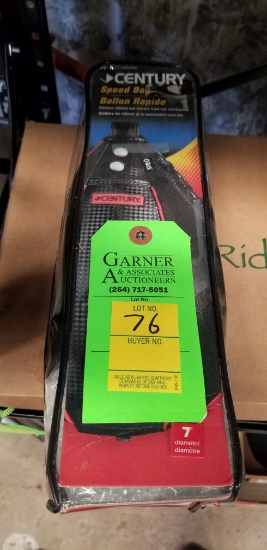 CENTURY
Speed Bag
Ballon Rapide
CENTURY
GARNER
& ASSOCIATES
AUCTIONEERS
(254) 717-5051
Lot No.
LOT NO.
76
BUYER NO.
7"
diameter
diamètre
Rid